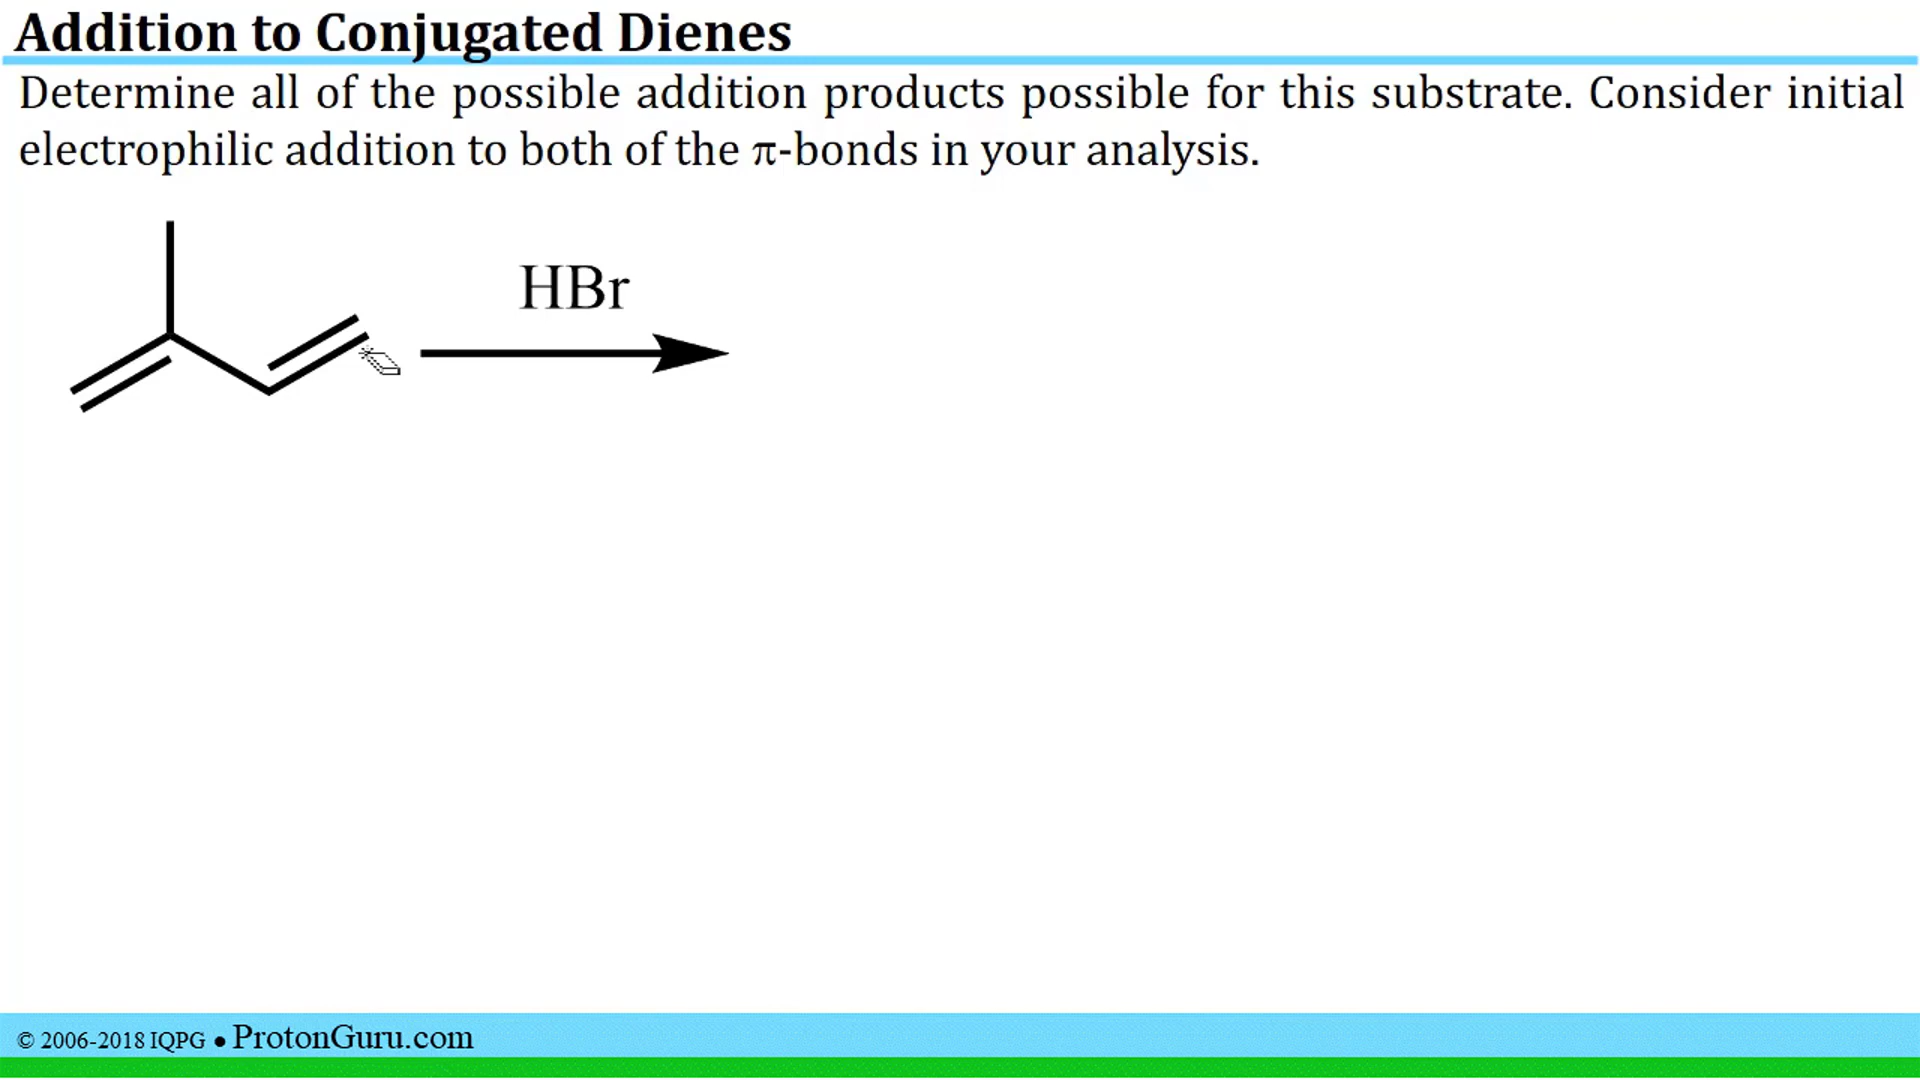 Addition to Conjugated Dienes
Determine all of the possible addition products possible for this substrate. Consider initial
electrophilic addition to both of the π-bonds in your analysis.
HBr
© 2006-2018 IQPG ● ProtonGuru.com